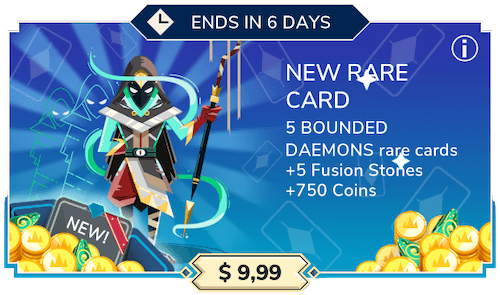 ENDS IN 6 DAYS
i
NEW RARE
CARD
5 BOUNDED
DAEMONS rare cards
+5 Fusion Stones
+750 Coins
NEW!
$ 9,99